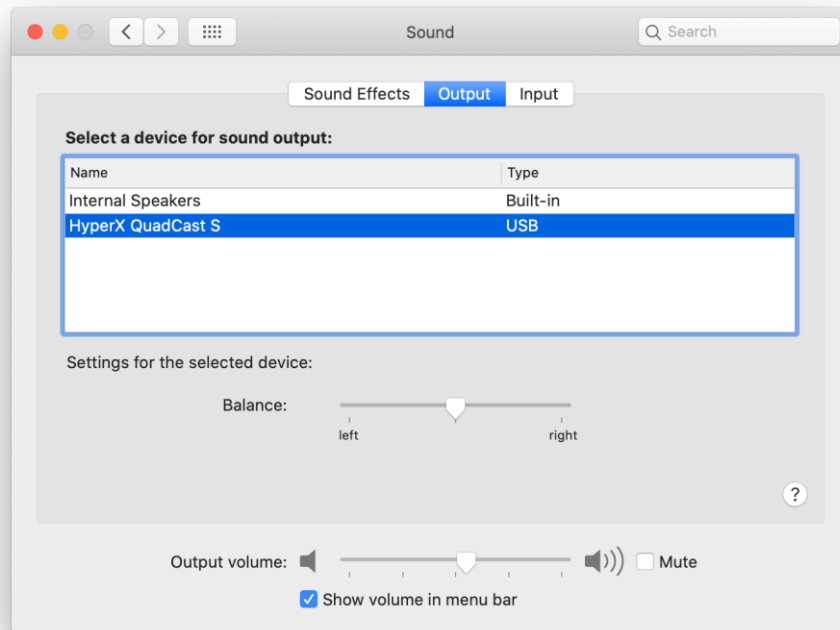 Sound
Search
Sound Effects Output Input
Select a device for sound output:
Name Type
Internal Speakers Built-in
HyperX QuadCast S USB
Settings for the selected device:
Balance:
left right
?
Output volume: Mute
Show volume in menu bar